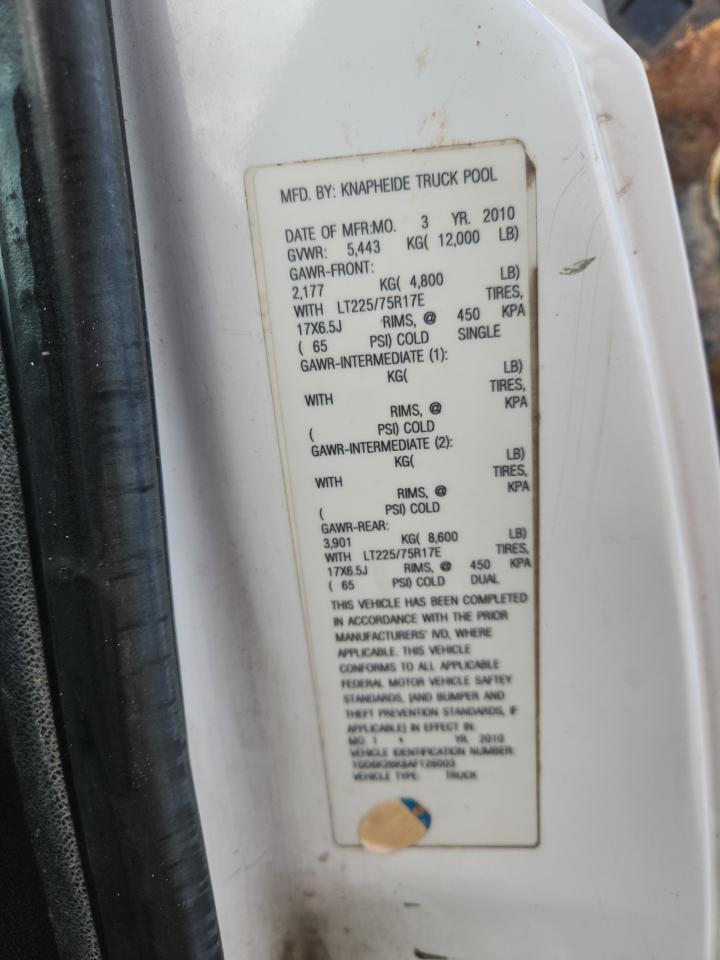 MFD. BY: KNAPHEIDE TRUCK POOL
DATE OF MFR:MO. 3 YR. 2010
GVWR: 5,443 KG( 12,000 LB)
GAWR-FRONT:
2,177 KG( 4,800 LB)
WITH LT225/75R17E TIRES,
17X6.5J RIMS, @ 450 KPA
( 65 PSI) COLD SINGLE
GAWR-INTERMEDIATE (1):
KG( LB)
WITH TIRES,
RIMS, @ KPA
( PSI) COLD
GAWR-INTERMEDIATE (2):
KG( LB)
WITH TIRES,
RIMS, @ KPA
( PSI) COLD
GAWR-REAR:
3,901 KG( 8,600 LB)
WITH LT225/75R17E TIRES,
17X6.5J RIMS, @ 450 KPA
( 65 PSI) COLD DUAL
THIS VEHICLE HAS BEEN COMPLETED
IN ACCORDANCE WITH THE PRIOR
MANUFACTURERS' IVD, WHERE
APPLICABLE. THIS VEHICLE
CONFORMS TO ALL APPLICABLE
FEDERAL MOTOR VEHICLE SAFTEY
STANDARDS, [AND BUMPER AND
THEFT PREVENTION STANDARDS, IF
APPLICABLE] IN EFFECT IN:
MO. 1 YR. 2010
VEHICLE IDENTIFICATION NUMBER:
VEHICLE TYPE: TRUCK